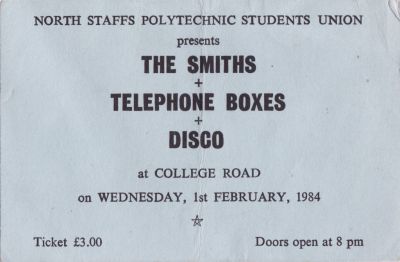 NORTH STAFFS POLYTECHNIC STUDENTS UNION
presents
THE SMITHS
+
TELEPHONE BOXES
+
DISCO
at COLLEGE ROAD
on WEDNESDAY, 1st FEBRUARY, 1984
Ticket £3.00 Doors open at 8 pm